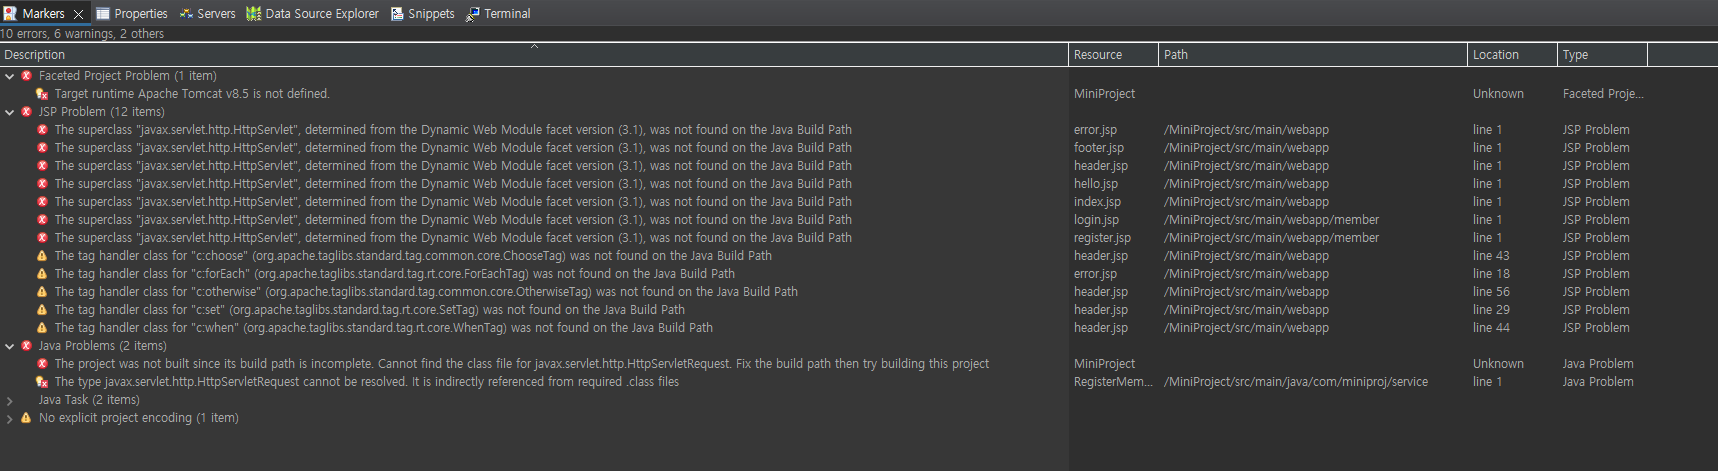 Markers Properties Servers Data Source Explorer Snippets Terminal
10 errors, 6 warnings, 2 others
Description Resource Path Location Type
Faceted Project Problem (1 item)
Target runtime Apache Tomcat v8.5 is not defined. MiniProject Unknown Faceted Proje...
JSP Problem (12 items)
The superclass "javax.servlet.http.HttpServlet", determined from the Dynamic Web Module facet version (3.1), was not found on the Java Build Path error.jsp /MiniProject/src/main/webapp line 1 JSP Problem
The superclass "javax.servlet.http.HttpServlet", determined from the Dynamic Web Module facet version (3.1), was not found on the Java Build Path footer.jsp /MiniProject/src/main/webapp line 1 JSP Problem
The superclass "javax.servlet.http.HttpServlet", determined from the Dynamic Web Module facet version (3.1), was not found on the Java Build Path header.jsp /MiniProject/src/main/webapp line 1 JSP Problem
The superclass "javax.servlet.http.HttpServlet", determined from the Dynamic Web Module facet version (3.1), was not found on the Java Build Path hello.jsp /MiniProject/src/main/webapp line 1 JSP Problem
The superclass "javax.servlet.http.HttpServlet", determined from the Dynamic Web Module facet version (3.1), was not found on the Java Build Path index.jsp /MiniProject/src/main/webapp line 1 JSP Problem
The superclass "javax.servlet.http.HttpServlet", determined from the Dynamic Web Module facet version (3.1), was not found on the Java Build Path login.jsp /MiniProject/src/main/webapp/member line 1 JSP Problem
The superclass "javax.servlet.http.HttpServlet", determined from the Dynamic Web Module facet version (3.1), was not found on the Java Build Path register.jsp /MiniProject/src/main/webapp/member line 1 JSP Problem
The tag handler class for "c:choose" (org.apache.taglibs.standard.tag.common.core.ChooseTag) was not found on the Java Build Path header.jsp /MiniProject/src/main/webapp line 43 JSP Problem
The tag handler class for "c:forEach" (org.apache.taglibs.standard.tag.rt.core.ForEachTag) was not found on the Java Build Path error.jsp /MiniProject/src/main/webapp line 18 JSP Problem
The tag handler class for "c:otherwise" (org.apache.taglibs.standard.tag.common.core.OtherwiseTag) was not found on the Java Build Path header.jsp /MiniProject/src/main/webapp line 56 JSP Problem
The tag handler class for "c:set" (org.apache.taglibs.standard.tag.rt.core.SetTag) was not found on the Java Build Path header.jsp /MiniProject/src/main/webapp line 29 JSP Problem
The tag handler class for "c:when" (org.apache.taglibs.standard.tag.rt.core.WhenTag) was not found on the Java Build Path header.jsp /MiniProject/src/main/webapp line 44 JSP Problem
Java Problems (2 items)
The project was not built since its build path is incomplete. Cannot find the class file for javax.servlet.http.HttpServletRequest. Fix the build path then try building this project MiniProject Unknown Java Problem
The type javax.servlet.http.HttpServletRequest cannot be resolved. It is indirectly referenced from required .class files RegisterMem... /MiniProject/src/main/java/com/miniproj/service line 1 Java Problem
Java Task (2 items)
No explicit project encoding (1 item)